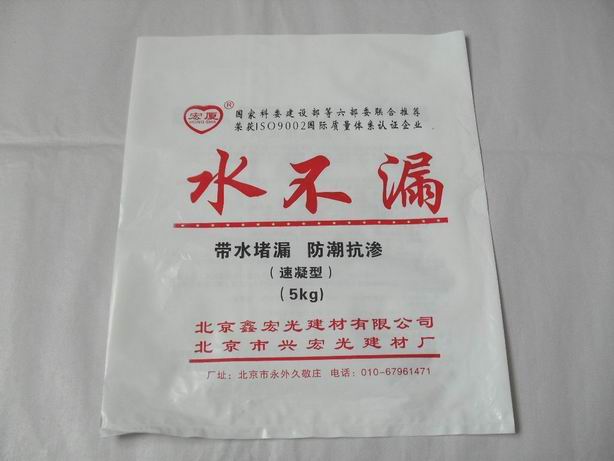 宏厦
HONG SHA
®
国家科委建设部等六部委联合推荐
荣获ISO9002国际质量体系认证企业
水不漏
带水堵漏 防潮抗渗
(速凝型)
(5kg)
北京鑫宏光建材有限公司
北京市兴宏光建材厂
厂址：北京市永外久敬庄 电话：010-67961471